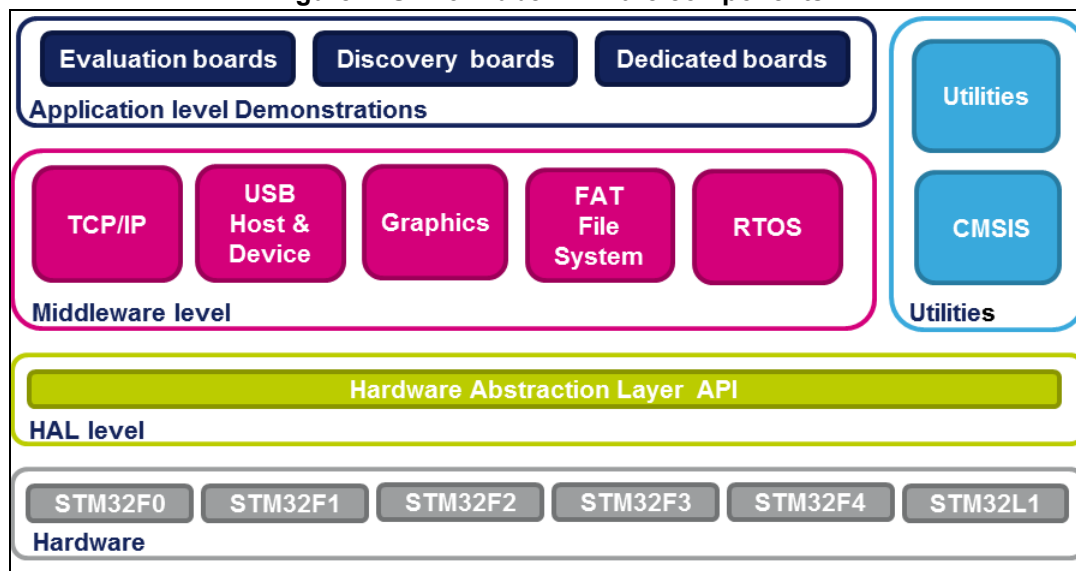 Evaluation boards
Discovery boards
Dedicated boards
Application level Demonstrations
Utilities
TCP/IP
USB
Host &
Device
Graphics
FAT
File
System
RTOS
CMSIS
Middleware level
Utilities
Hardware Abstraction Layer API
HAL level
STM32F0
STM32F1
STM32F2
STM32F3
STM32F4
STM32L1
Hardware